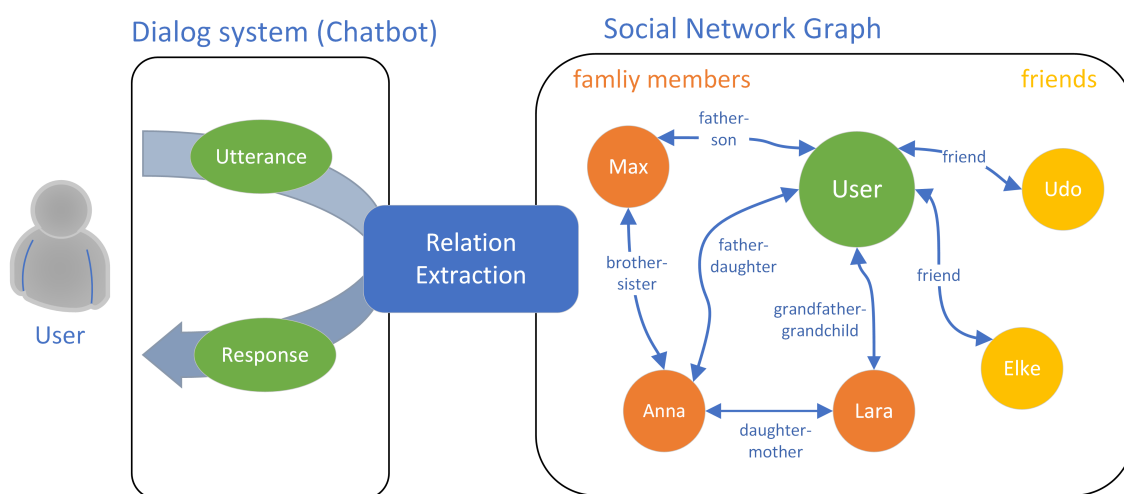 Dialog system (Chatbot)
Social Network Graph
famliy members
friends
father-
son
Utterance
Max
User
friend
Udo
Relation
Extraction
father-
daughter
brother-
sister
friend
grandfather-
grandchild
User
Response
Elke
Anna
Lara
daughter-
mother